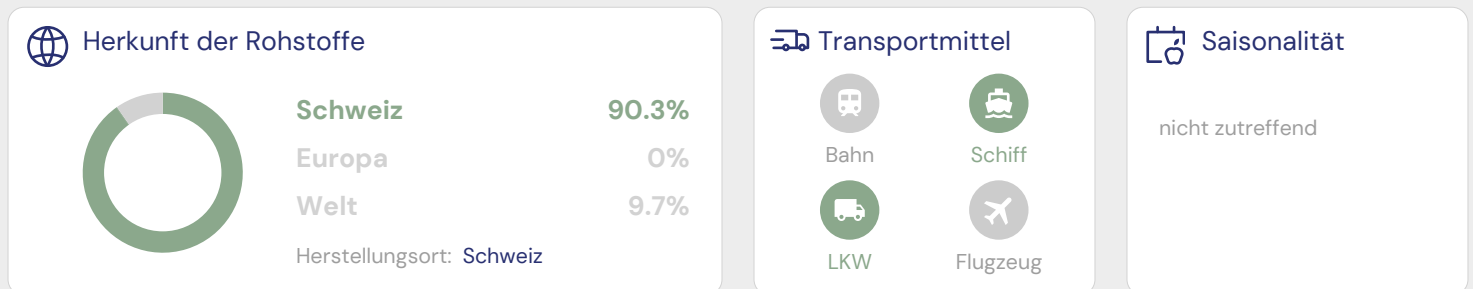 Herkunft der Rohstoffe
Schweiz 90.3%
Europa 0%
Welt 9.7%
Herstellungsort: Schweiz
Transportmittel
Bahn Schiff
LKW Flugzeug
Saisonalität
nicht zutreffend